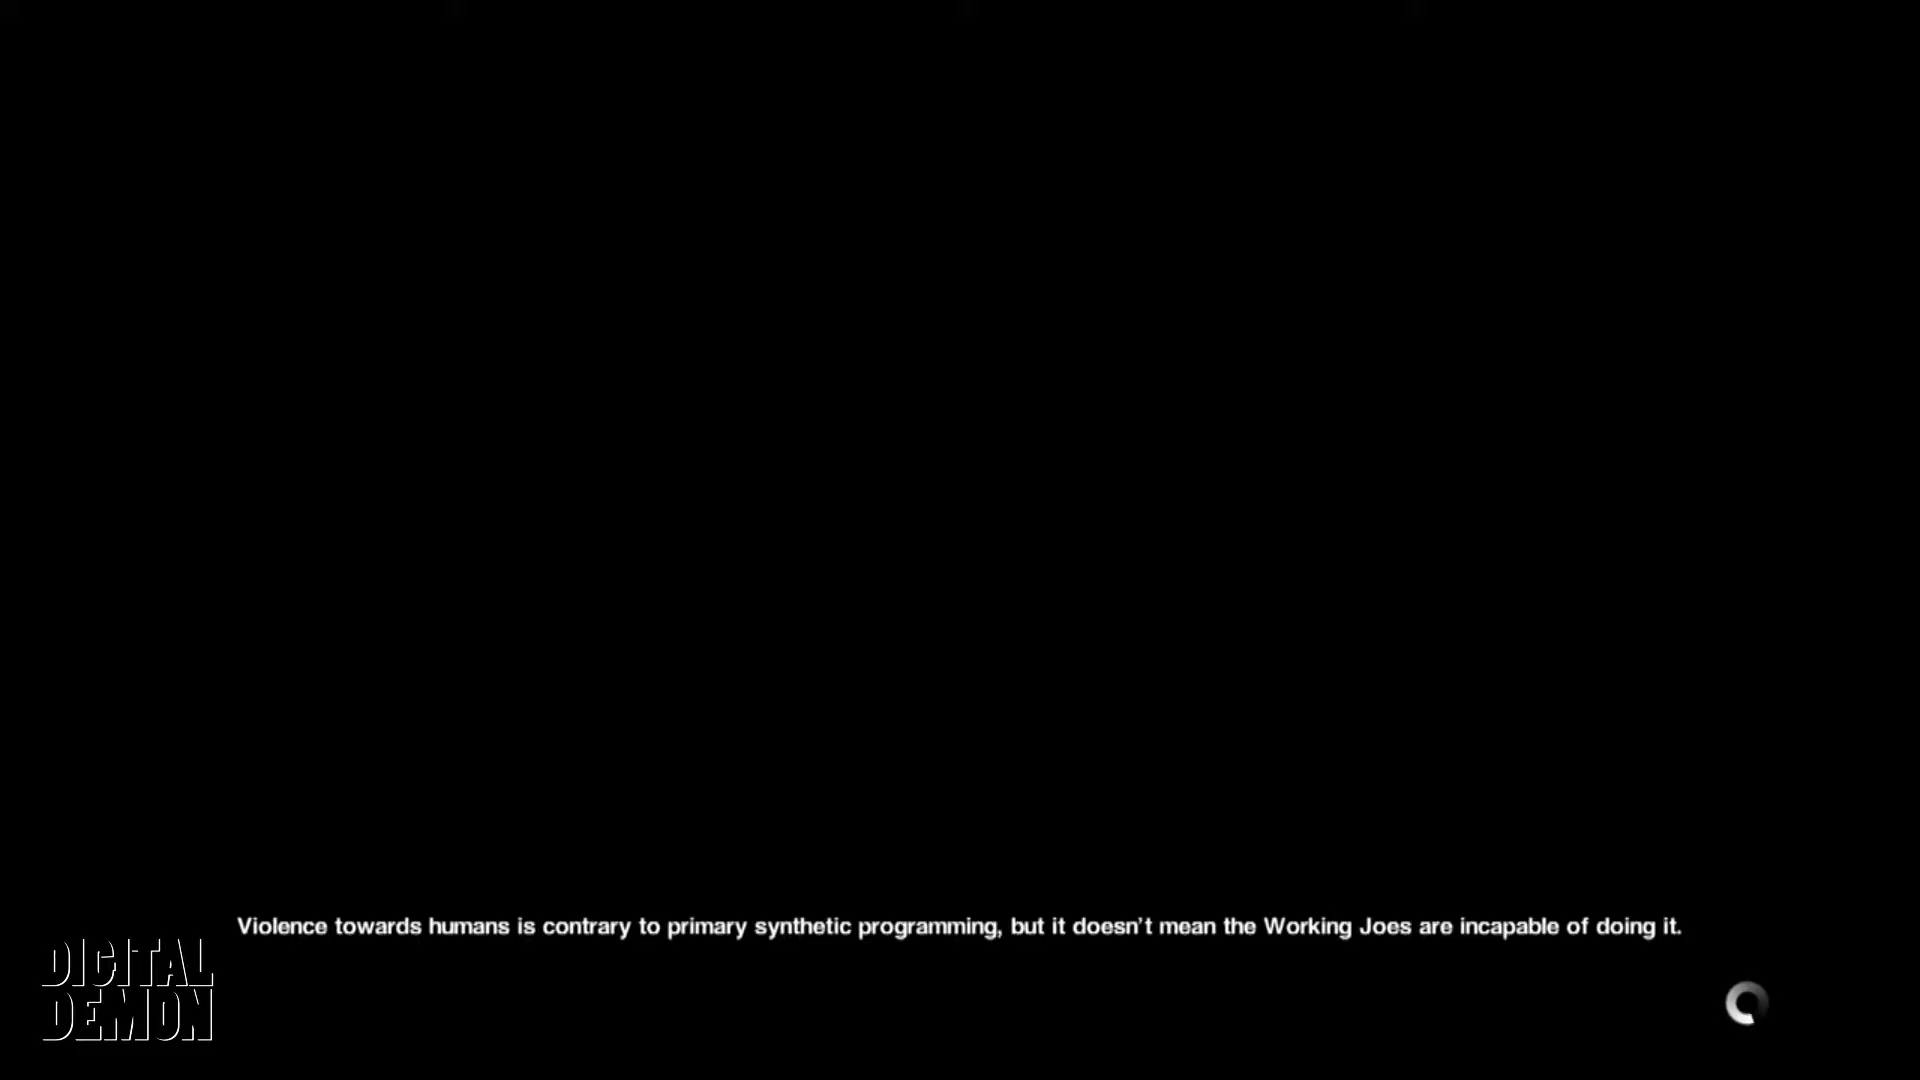 Violence towards humans is contrary to primary synthetic programming, but it doesn't mean the Working Joes are incapable of doing it.
DIGITAL
DEMON